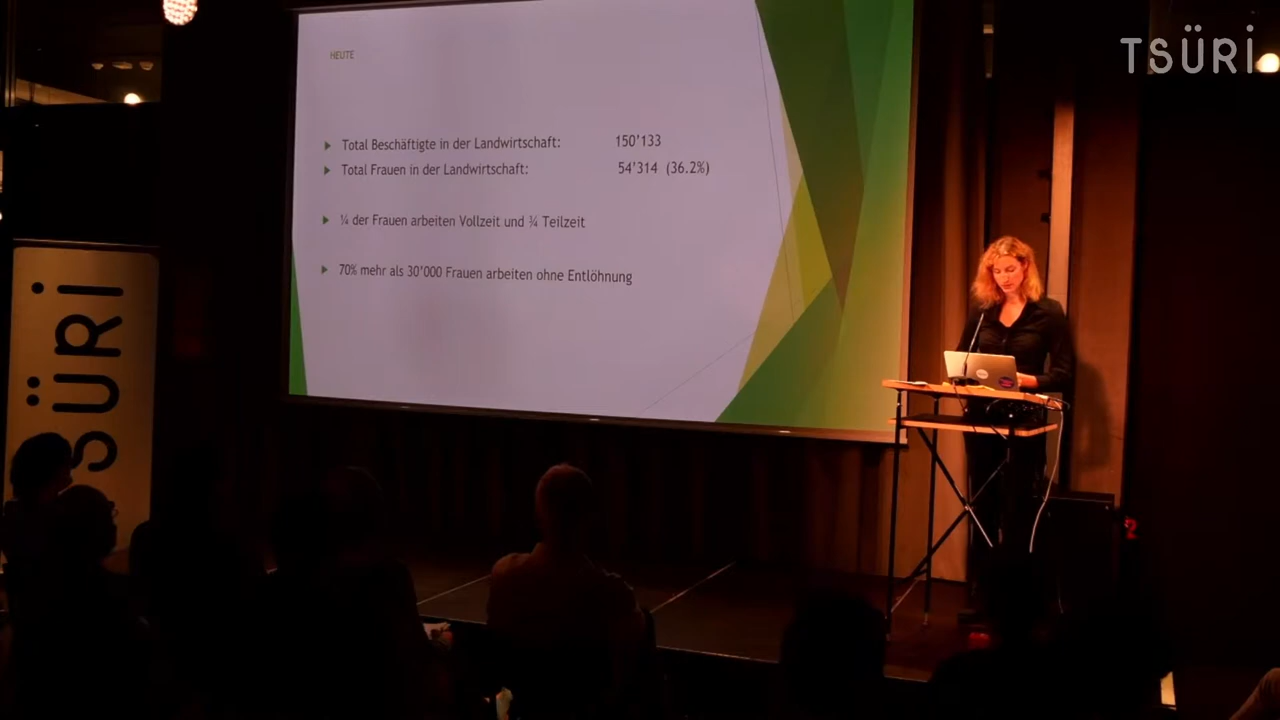 TSÜRi
HEUTE
Total Beschäftigte in der Landwirtschaft: 150'133
Total Frauen in der Landwirtschaft: 54'314 (36.2%)
¼ der Frauen arbeiten Vollzeit und ¾ Teilzeit
70% mehr als 30'000 Frauen arbeiten ohne Entlöhnung
SÜRi